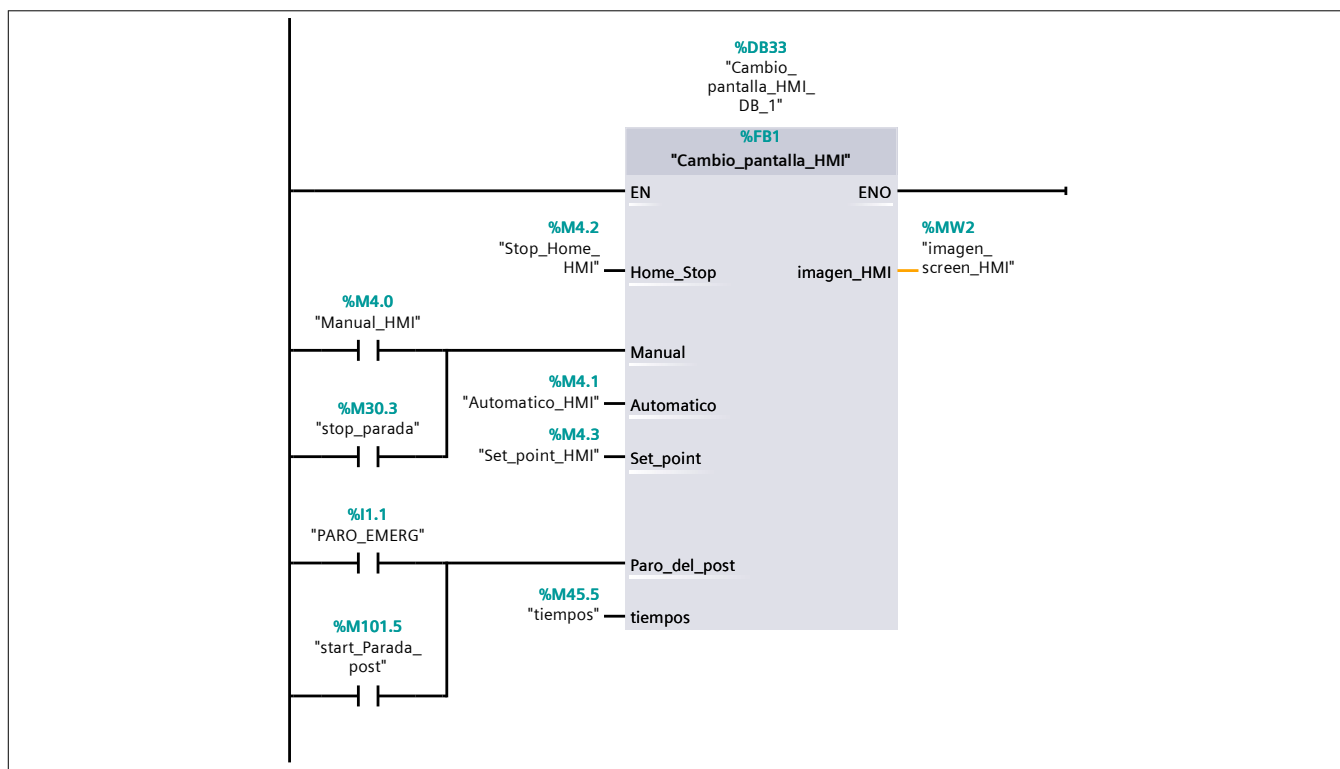 %DB33
"Cambio_
pantalla_HMI_
DB_1"
%FB1
"Cambio_pantalla_HMI"
EN
ENO
%M4.2
"Stop_Home_
HMI"
Home_Stop
imagen_HMI
%MW2
"imagen_
screen_HMI"
%M4.0
"Manual_HMI"
Manual
%M30.3
"stop_parada"
%M4.1
"Automatico_HMI"
Automatico
%M4.3
"Set_point_HMI"
Set_point
%I1.1
"PARO_EMERG"
Paro_del_post
%M101.5
"start_Parada_
post"
%M45.5
"tiempos"
tiempos